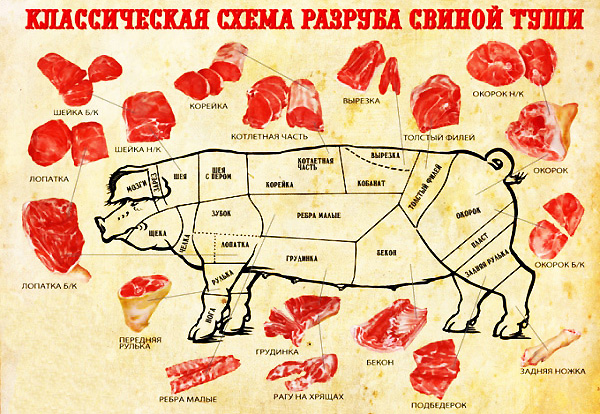 КЛАССИЧЕСКАЯ СХЕМА РАЗРУБА СВИНОЙ ТУШИ
ШЕЙКА Б/К
ШЕЙКА Н/К
КОРЕЙКА
КОТЛЕТНАЯ ЧАСТЬ
ВЫРЕЗКА
ТОЛСТЫЙ ФИЛЕЙ
ОКОРОК Н/К
ОКОРОК
ЛОПАТКА
МОЗГИ
ШЕЯ
ШЕЯ
С ПЕРОМ
КОТЛЕТНАЯ
ЧАСТЬ
КОРЕЙКА
ВЫРЕЗКА
КОБАНАТ
ТОЛСТЫЙ ФИЛЕЙ
ОКОРОК
ЩЕКА
ЧЕЛКА
ЗУБОК
ЛОПАТКА
РЕБРА МАЛЫЕ
ГРУДИНКА
БЕКОН
ПЛАСТ
ЗАДНЯЯ РУЛЬКА
РУЛЬКА
НОГА
ЛОПАТКА Б/К
ОКОРОК Б/К
ПЕРЕДНЯЯ
РУЛЬКА
РЕБРА МАЛЫЕ
ГРУДИНКА
РАГУ НА ХРЯЩАХ
БЕКОН
ПОДБЕДЕРОК
ЗАДНЯЯ НОЖКА